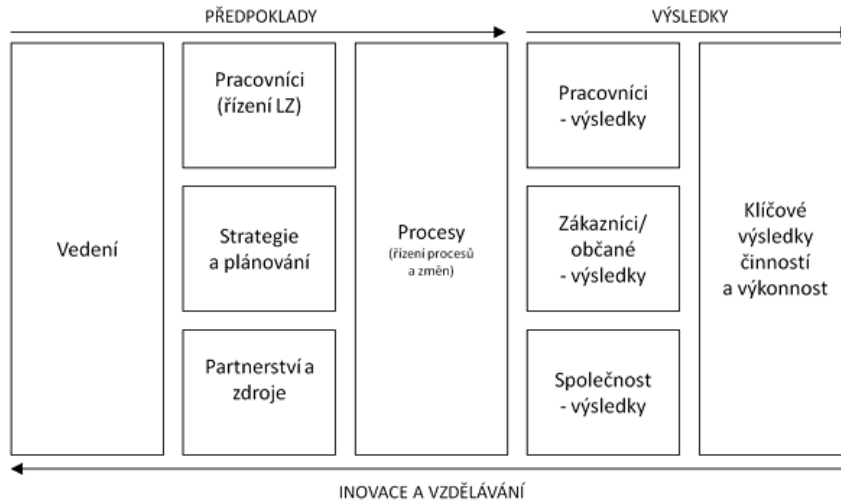 PŘEDPOKLADY
VÝSLEDKY
Vedení
Pracovníci
(řízení LZ)
Strategie
a plánování
Partnerství a
zdroje
Procesy
(řízení procesů
a změn)
Pracovníci
- výsledky
Zákazníci/
občané
- výsledky
Společnost
- výsledky
Klíčové
výsledky
činností
a výkonnost
INOVACE A VZDĚLÁVÁNÍ